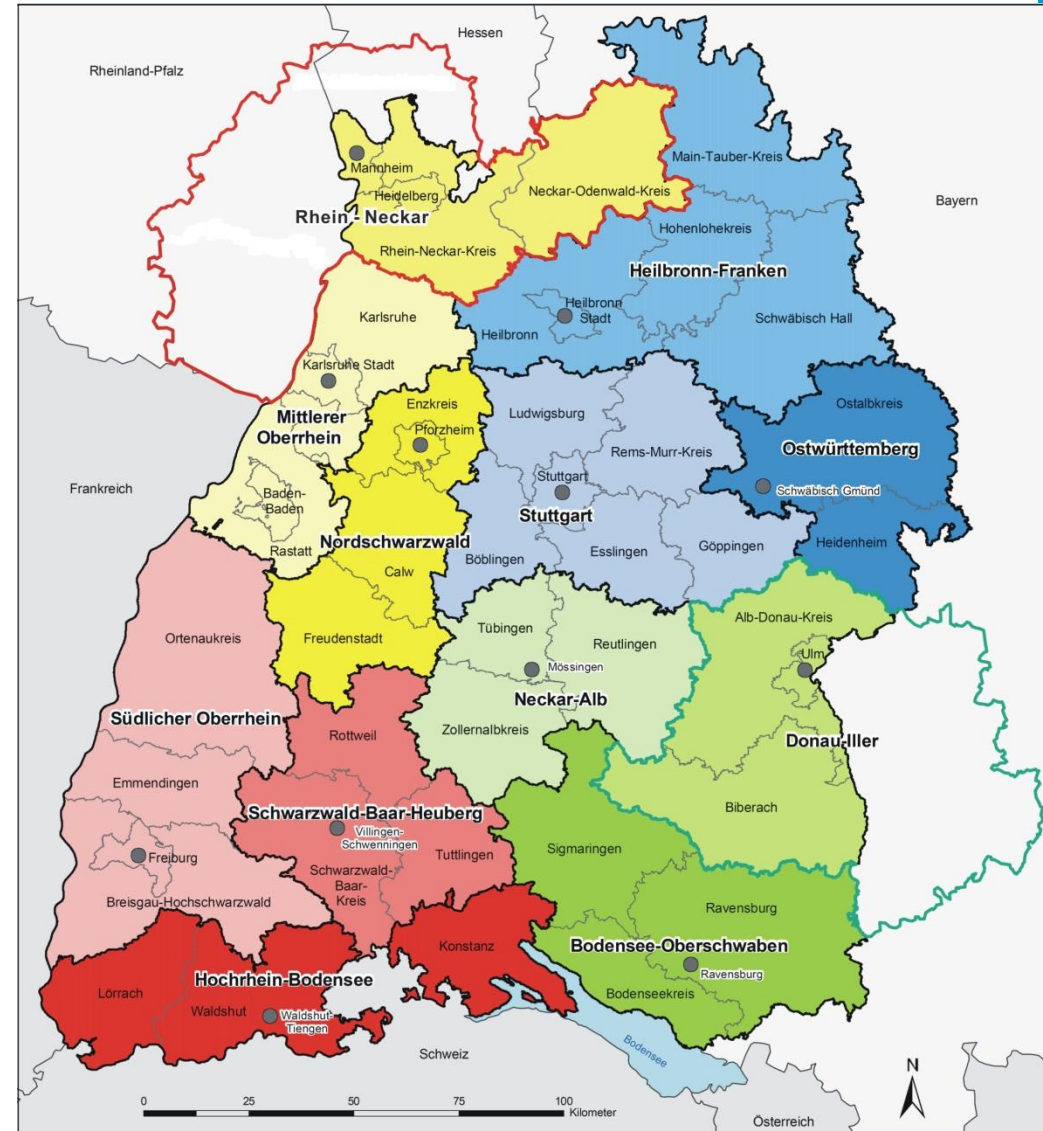 Hessen
Rheinland-Pfalz
Main-Tauber-Kreis
Mannheim
Neckar-Odenwald-Kreis
Heidelberg
Bayern
Rhein - Neckar
Hohenlohekreis
Rhein-Neckar-Kreis
Heilbronn-Franken
Heilbronn
Stadt
Karlsruhe
Schwäbisch Hall
Heilbronn
Karlsruhe Stadt
Enzkreis
Ostalbkreis
Ludwigsburg
Mittlerer
Oberrhein
Pforzheim
Rems-Murr-Kreis
Ostwürttemberg
Stuttgart
Frankreich
Schwäbisch Gmünd
Baden-
Baden
Stuttgart
Nordschwarzwald
Heidenheim
Göppingen
Rastatt
Böblingen
Esslingen
Calw
Alb-Donau-Kreis
Tübingen
Ortenaukreis
Freudenstadt
Reutlingen
Ulm
Mössingen
Neckar-Alb
Südlicher Oberrhein
Zollernalbkreis
Rottweil
Donau-Iller
Emmendingen
Biberach
Schwarzwald-Baar-Heuberg
Villingen-
Schwenningen
Sigmaringen
Tuttlingen
Freiburg
Schwarzwald-
Baar-
Kreis
Breisgau-Hochschwarzwald
Ravensburg
Konstanz
Bodensee-Oberschwaben
Hochrhein-Bodensee
Ravensburg
Lörrach
Bodenseekreis
Waldshut
Waldshut-
Tiengen
Bodensee
Schweiz
N
0 25 50 75 100
Kilometer
Österreich